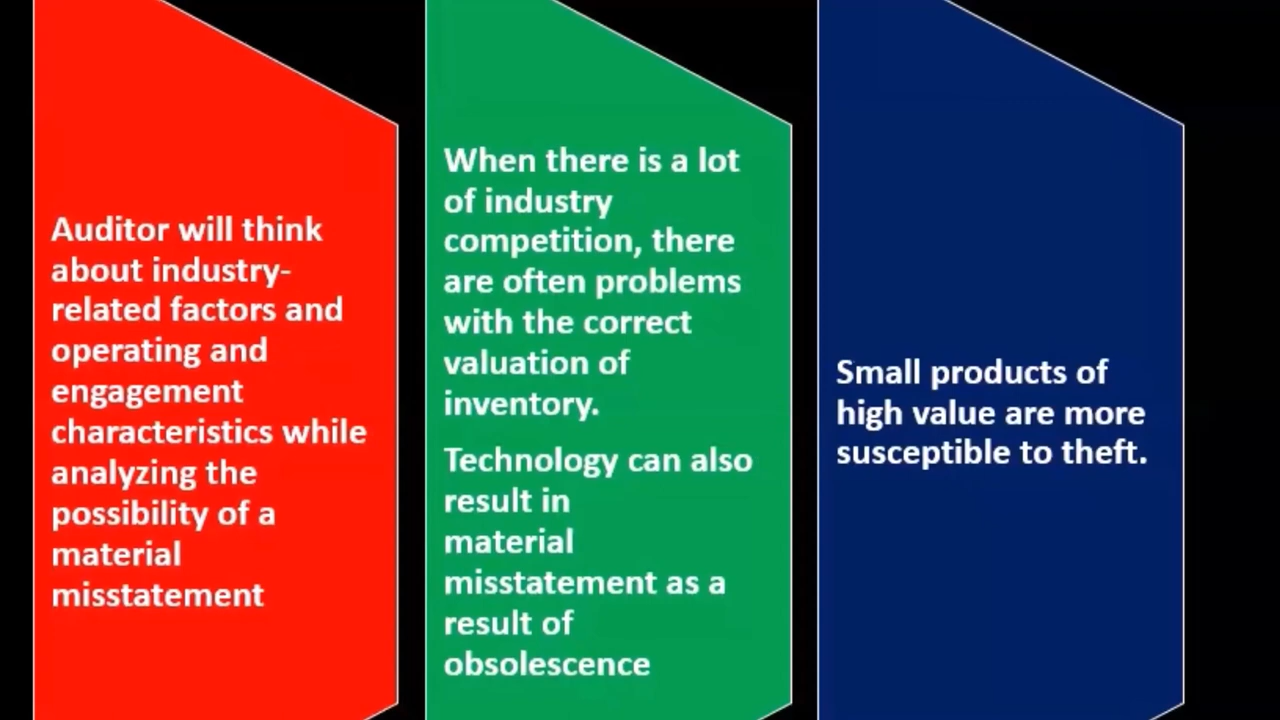 Auditor will think
about industry-
related factors and
operating and
engagement
characteristics while
analyzing the
possibility of a
material
misstatement
When there is a lot
of industry
competition, there
are often problems
with the correct
valuation of
inventory.
Technology can also
result in
material
misstatement as a
result of
obsolescence
Small products of
high value are more
susceptible to theft.